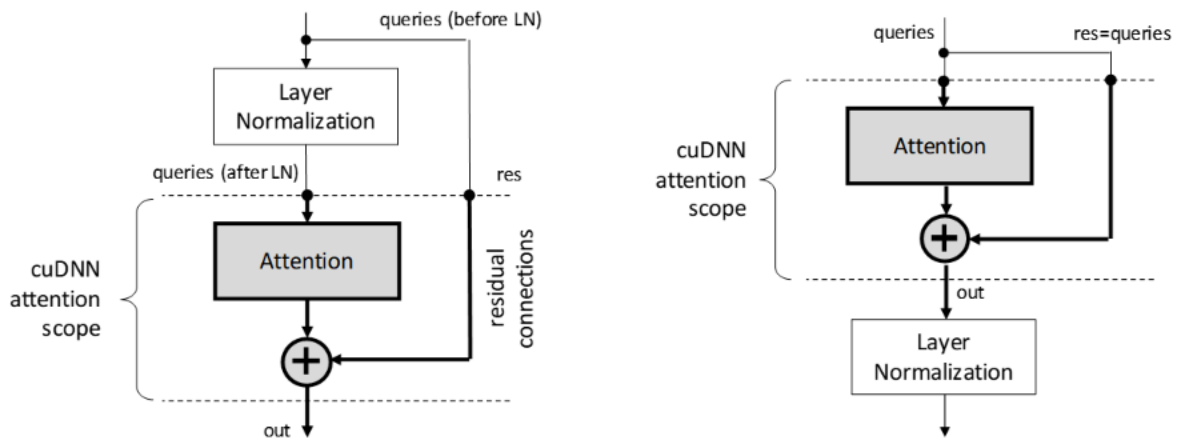 queries (before LN)
Layer
Normalization
queries (after LN)
res
Attention
cuDNN
attention
scope
residual
connections
out
queries
res=queries
Attention
cuDNN
attention
scope
out
Layer
Normalization